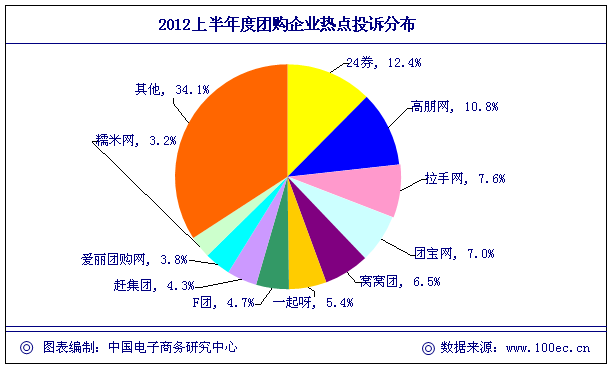 2012上半年度团购企业热点投诉分布
24券, 12.4%
高朋网, 10.8%
拉手网, 7.6%
团宝网, 7.0%
窝窝团, 6.5%
一起呀, 5.4%
F团, 4.7%
赶集团, 4.3%
爱丽团购网, 3.8%
糯米网, 3.2%
其他, 34.1%
◎ 图表编制: 中国电子商务研究中心
◎ 数据来源: www.100ec.cn